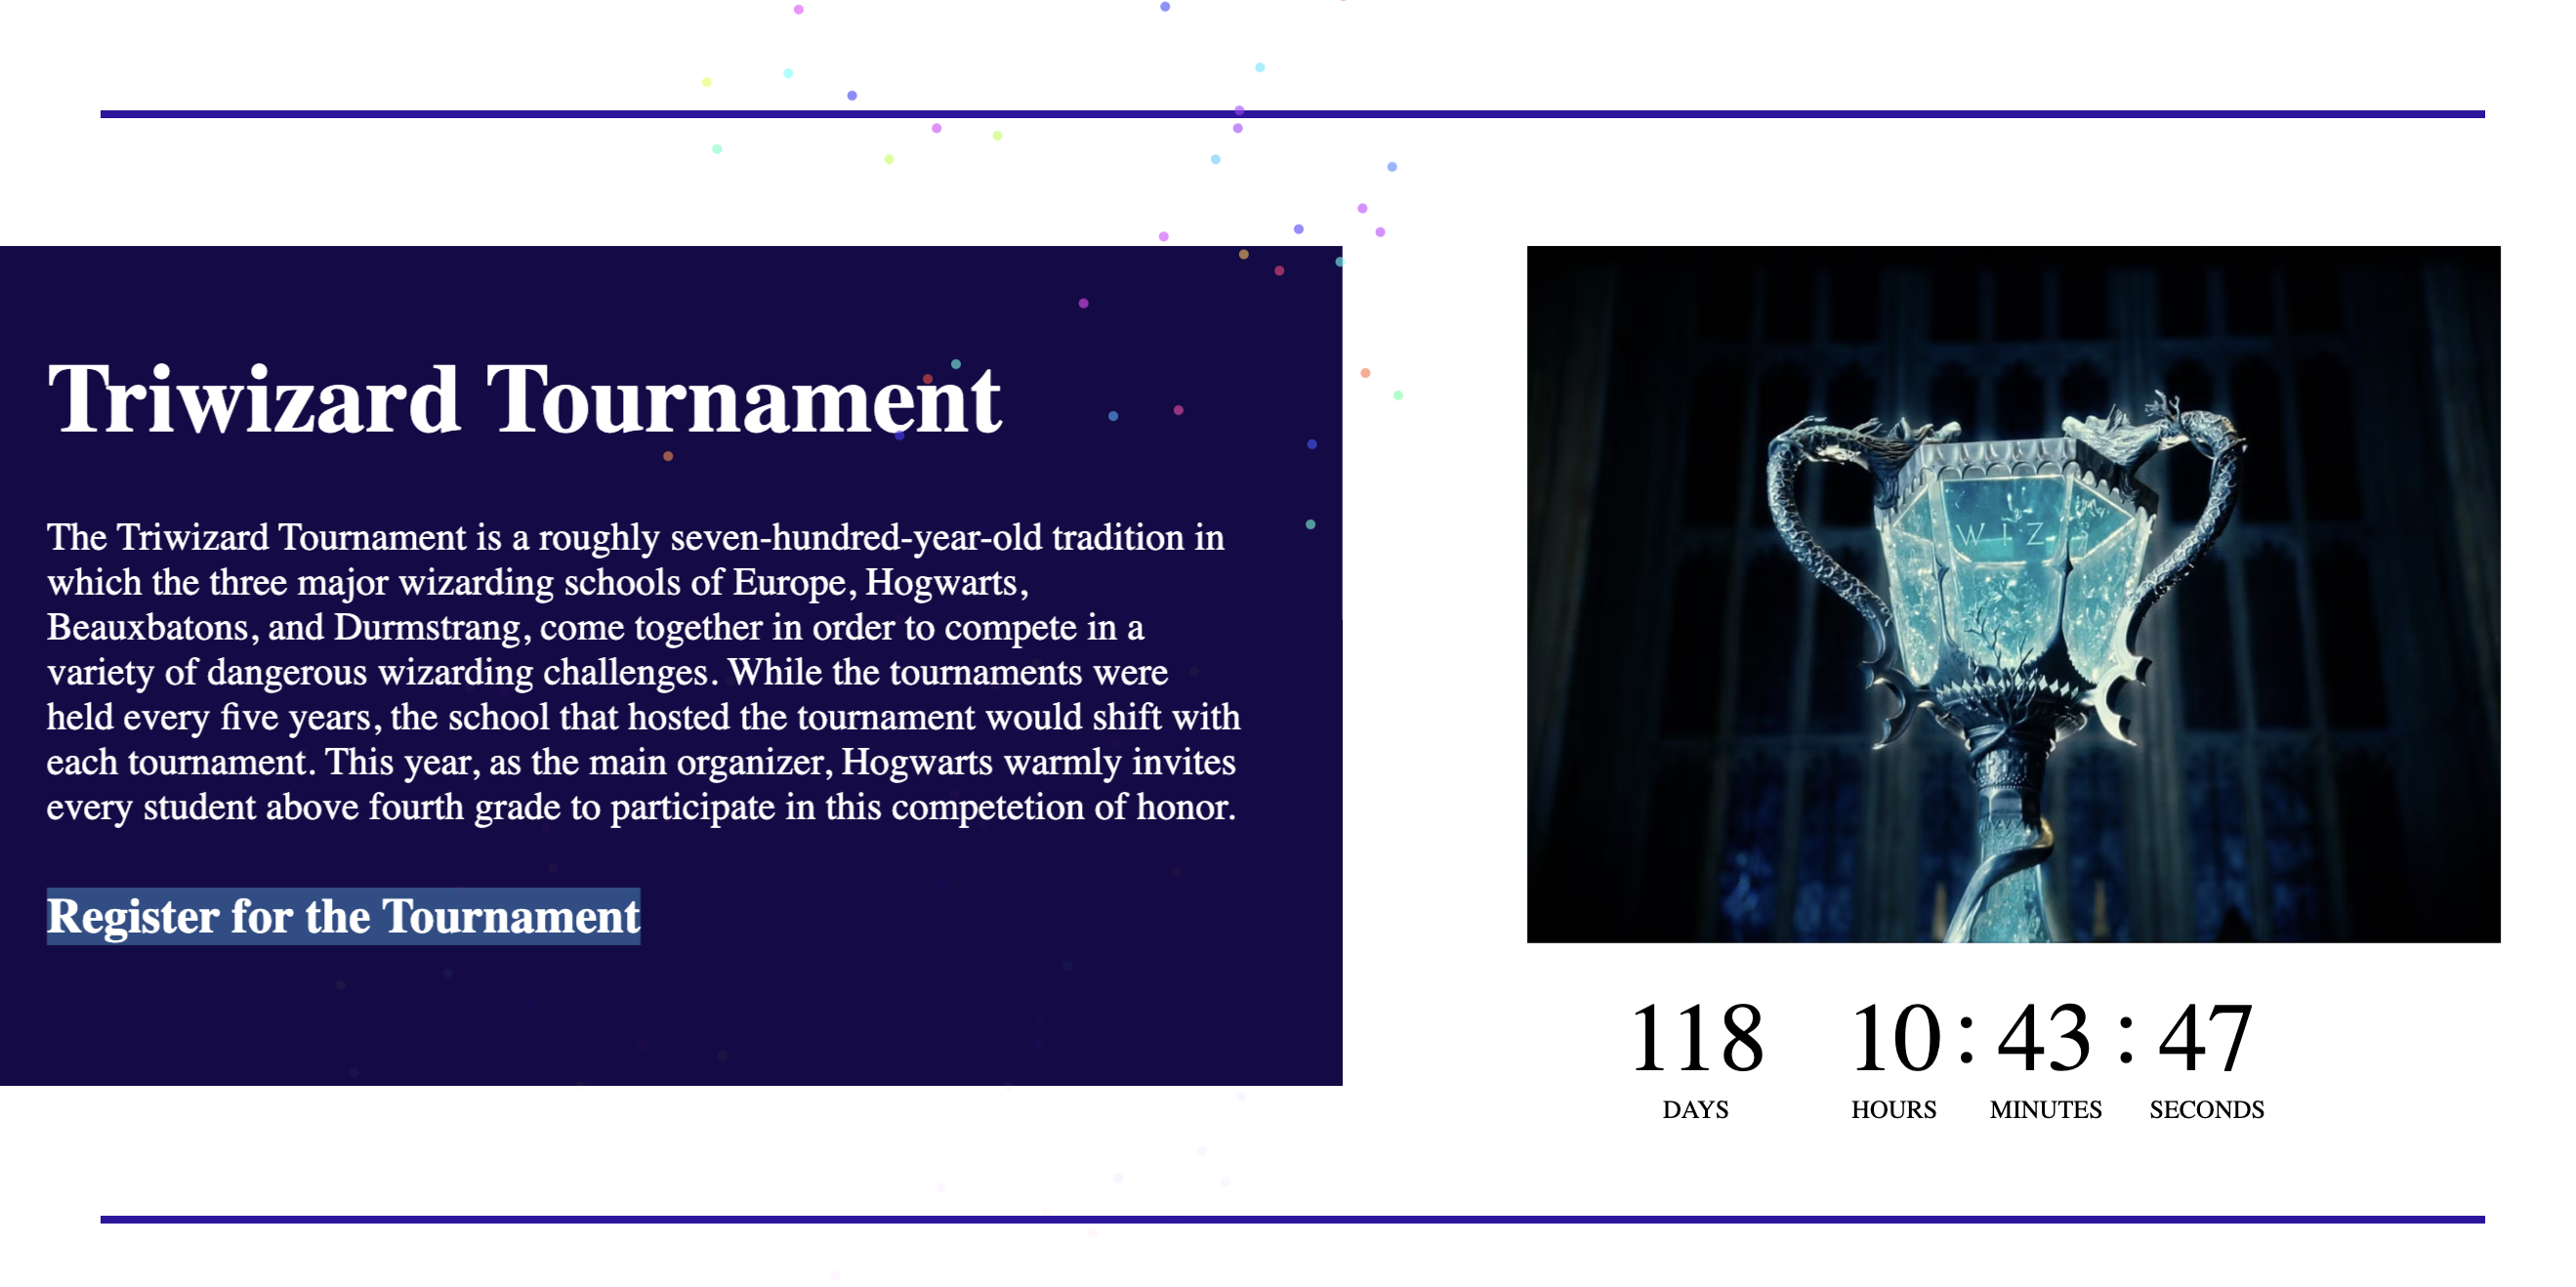 Triwizard Tournament
The Triwizard Tournament is a roughly seven-hundred-year-old tradition in
which the three major wizarding schools of Europe, Hogwarts,
Beauxbatons, and Durmstrang, come together in order to compete in a
variety of dangerous wizarding challenges. While the tournaments were
held every five years, the school that hosted the tournament would shift with
each tournament. This year, as the main organizer, Hogwarts warmly invites
every student above fourth grade to participate in this competetion of honor.
Register for the Tournament
W I Z
118 10 : 43 : 47
DAYS HOURS MINUTES SECONDS